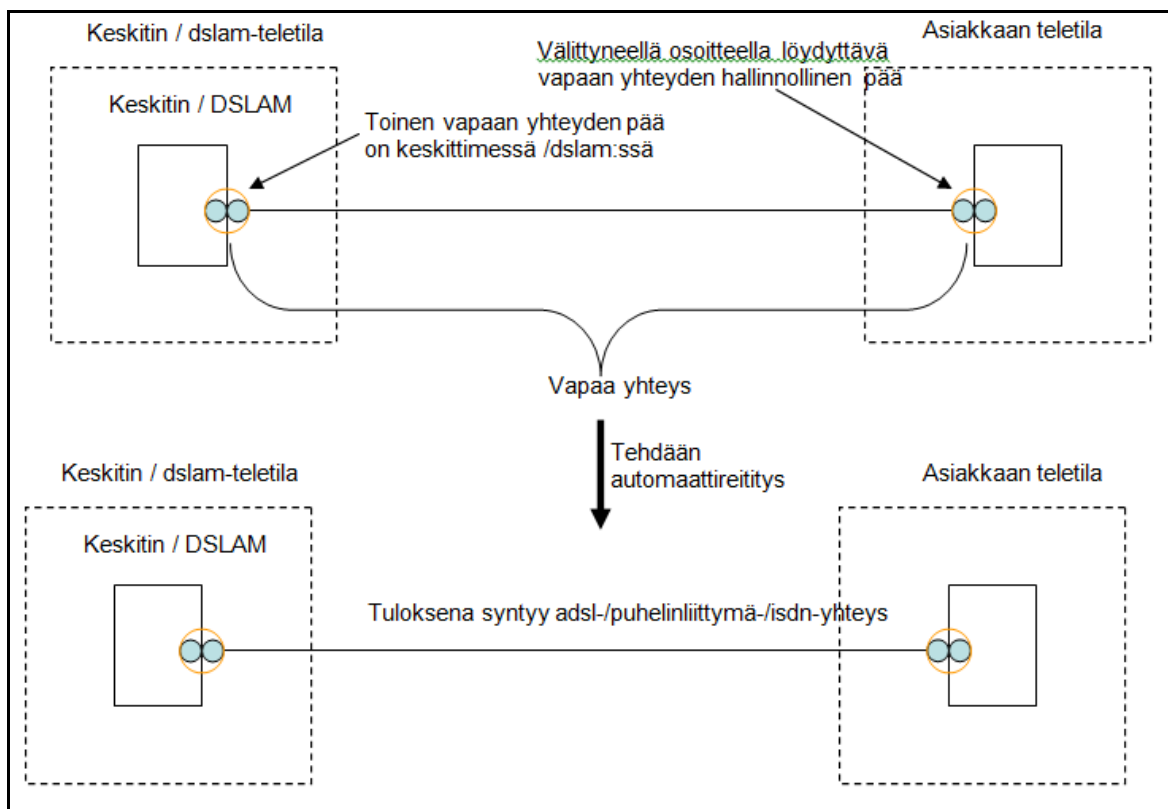 Keskitin / dslam-teletila
Asiakkaan teletila
Välittyneellä osoitteella löydyttävä
vapaan yhteyden hallinnollinen pää
Keskitin / DSLAM
Toinen vapaan yhteyden pää
on keskittimessä /dslam:ssä
Vapaa yhteys
Tehdään
automaattireititys
Keskitin / dslam-teletila
Asiakkaan teletila
Keskitin / DSLAM
Tuloksena syntyy adsl-/puhelinliittymä-/isdn-yhteys